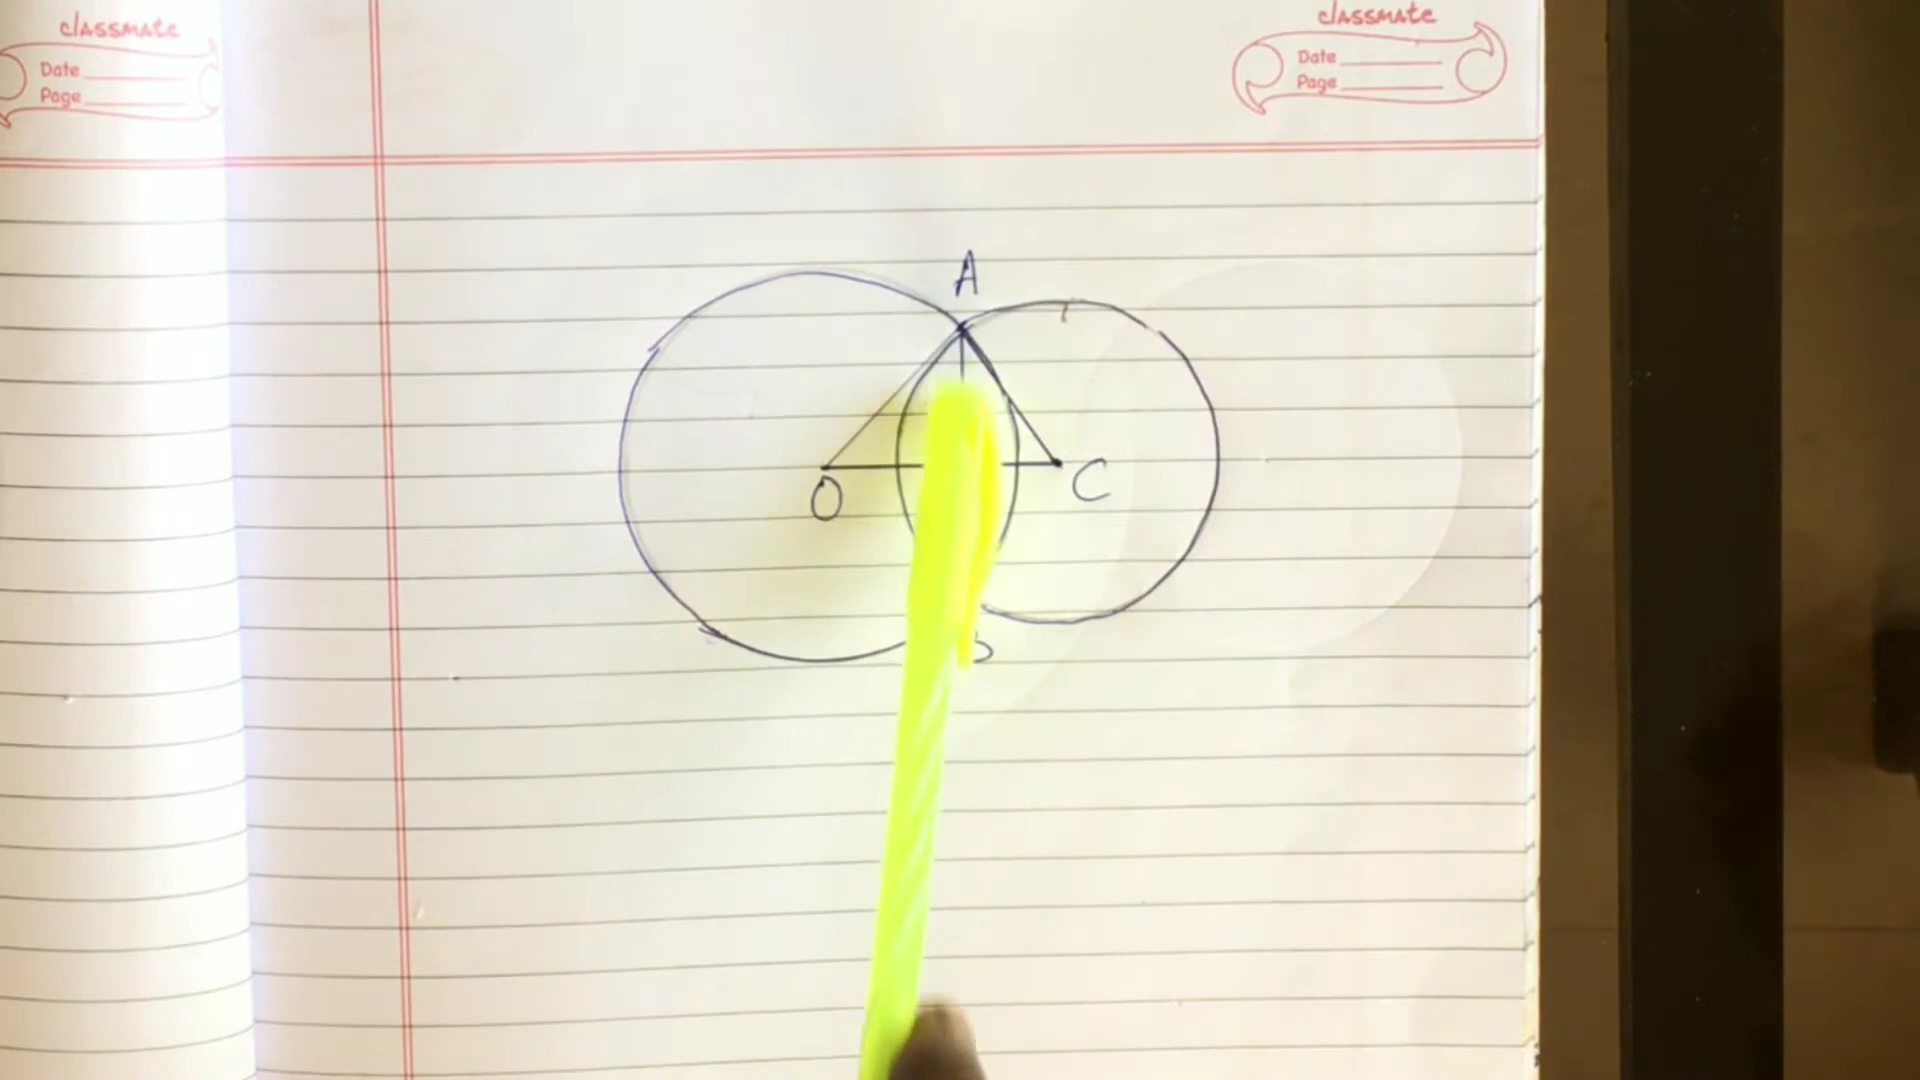 classmate
Date
Page
classmate
Date
Page
A
O
C